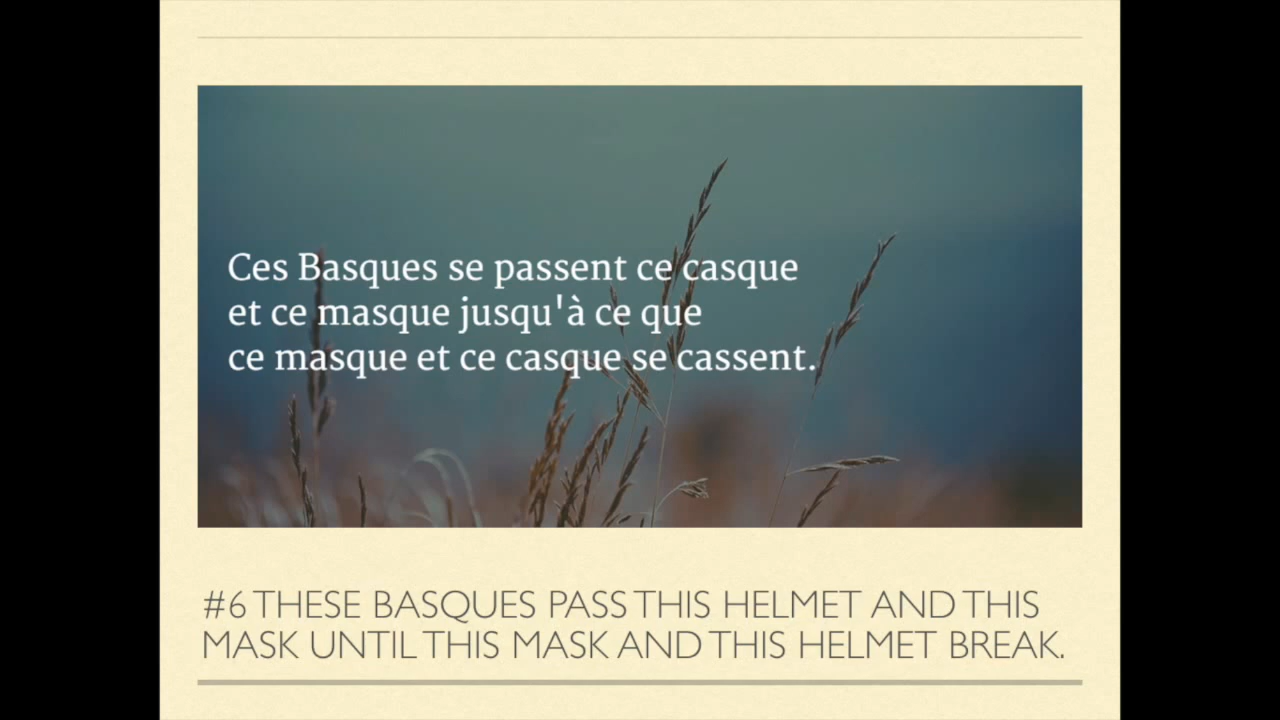 Ces Basques se passent ce casque
et ce masque jusqu'à ce que
ce masque et ce casque se cassent.
#6 THESE BASQUES PASS THIS HELMET AND THIS
MASK UNTIL THIS MASK AND THIS HELMET BREAK.